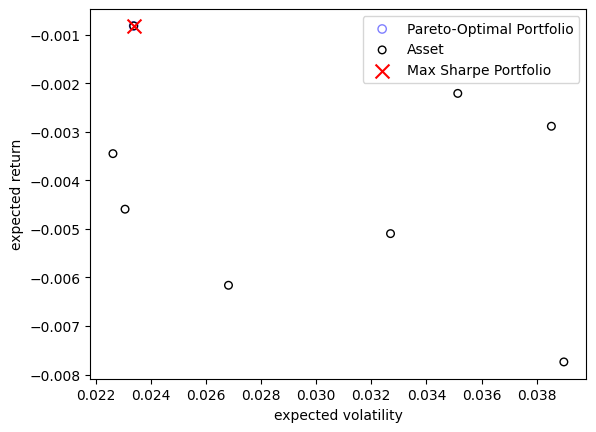 Pareto-Optimal Portfolio
Asset
Max Sharpe Portfolio
expected return
−0.001
−0.002
−0.003
−0.004
−0.005
−0.006
−0.007
−0.008
0.022 0.024 0.026 0.028 0.030 0.032 0.034 0.036 0.038
expected volatility